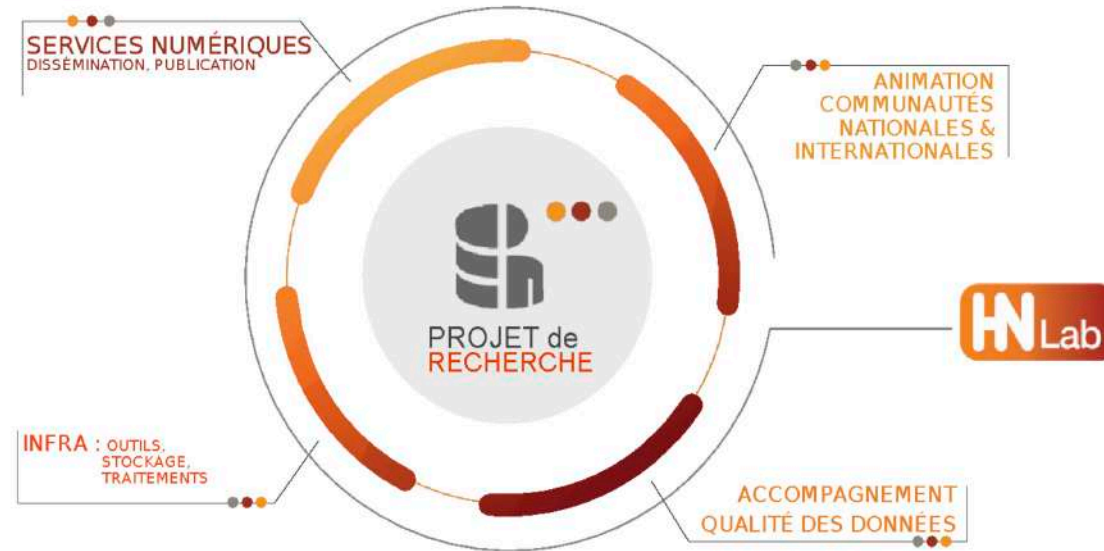 SERVICES NUMÉRIQUES
DISSÉMINATION, PUBLICATION
ANIMATION
COMMUNAUTÉS
NATIONALES &
INTERNATIONALES
PROJET de
RECHERCHE
HN Lab
INFRA : OUTILS,
STOCKAGE,
TRAITEMENTS
ACCOMPAGNEMENT
QUALITÉ DES DONNÉES